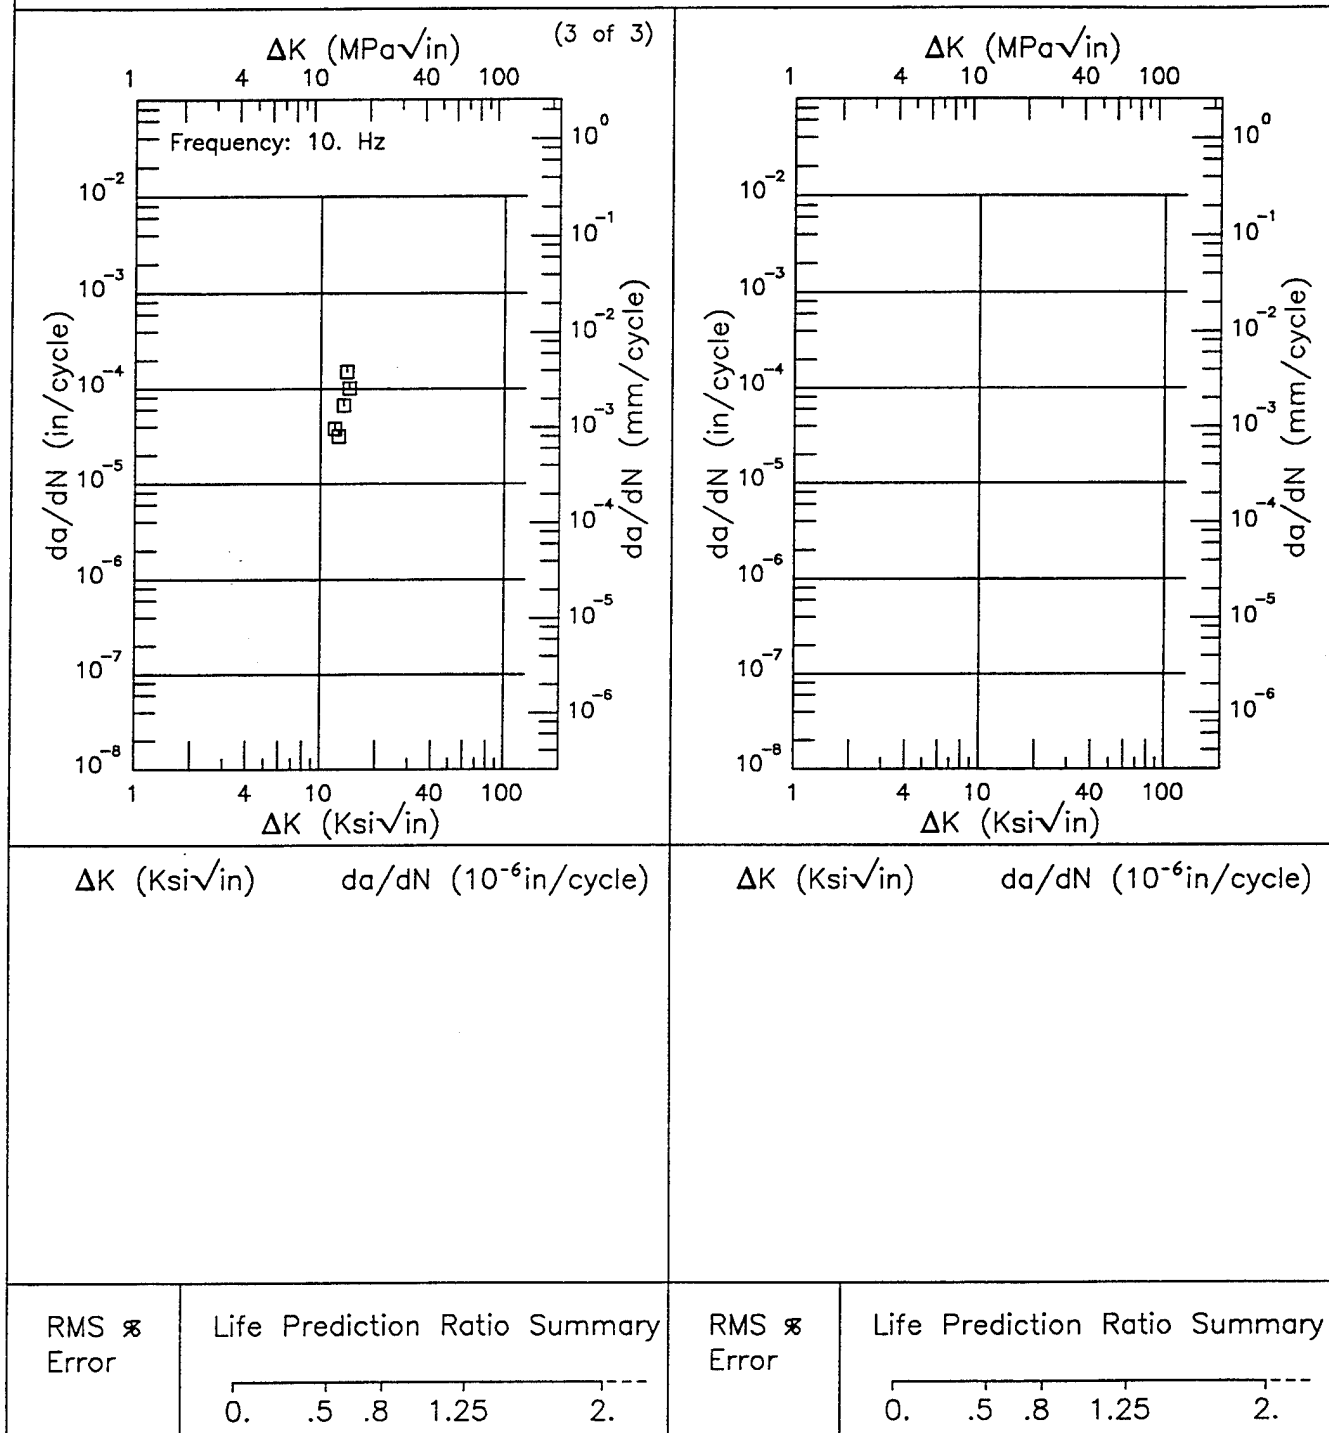 (3 of 3)
ΔK (MPa√in)
1 4 10 40 100
Frequency: 10. Hz
10⁰
10⁻¹
10⁻²
10⁻³
10⁻⁴
10⁻⁵
10⁻⁶
da/dN (mm/cycle)
10⁻²
10⁻³
10⁻⁴
10⁻⁵
10⁻⁶
10⁻⁷
10⁻⁸
da/dN (in/cycle)
1 4 10 40 100
ΔK (Ksi√in)
ΔK (MPa√in)
1 4 10 40 100
10⁰
10⁻¹
10⁻²
10⁻³
10⁻⁴
10⁻⁵
10⁻⁶
da/dN (mm/cycle)
10⁻²
10⁻³
10⁻⁴
10⁻⁵
10⁻⁶
10⁻⁷
10⁻⁸
da/dN (in/cycle)
1 4 10 40 100
ΔK (Ksi√in)
ΔK (Ksi√in) da/dN (10⁻⁶in/cycle)
ΔK (Ksi√in) da/dN (10⁻⁶in/cycle)
RMS %
Error
Life Prediction Ratio Summary
0. .5 .8 1.25 2.
RMS %
Error
Life Prediction Ratio Summary
0. .5 .8 1.25 2.